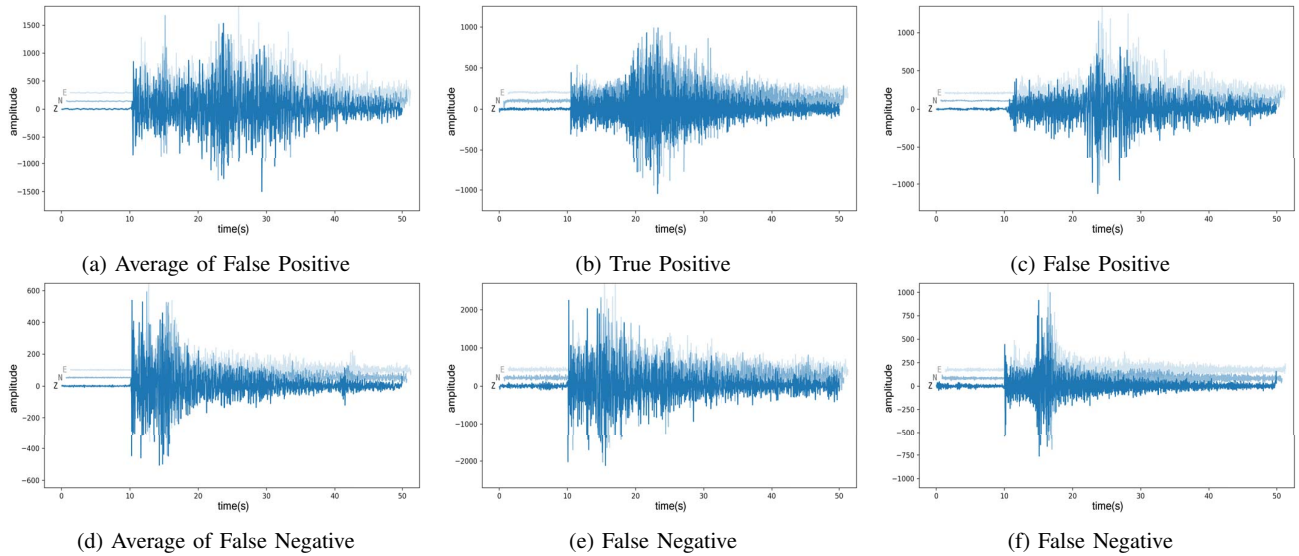 1500
1000
500
0
−500
−1000
−1500
amplitude
E
N
Z
0 10 20 30 40 50
time(s)
(a) Average of False Positive
1000
500
0
−500
−1000
amplitude
E
N
Z
0 10 20 30 40 50
time(s)
(b) True Positive
1000
500
0
−500
−1000
amplitude
E
N
Z
0 10 20 30 40 50
time(s)
(c) False Positive
600
400
200
0
−200
−400
−600
amplitude
E
N
Z
0 10 20 30 40 50
time(s)
(d) Average of False Negative
2000
1000
0
−1000
−2000
amplitude
E
N
Z
0 10 20 30 40 50
time(s)
(e) False Negative
1000
750
500
250
0
−250
−500
−750
−1000
amplitude
E
N
Z
0 10 20 30 40 50
time(s)
(f) False Negative